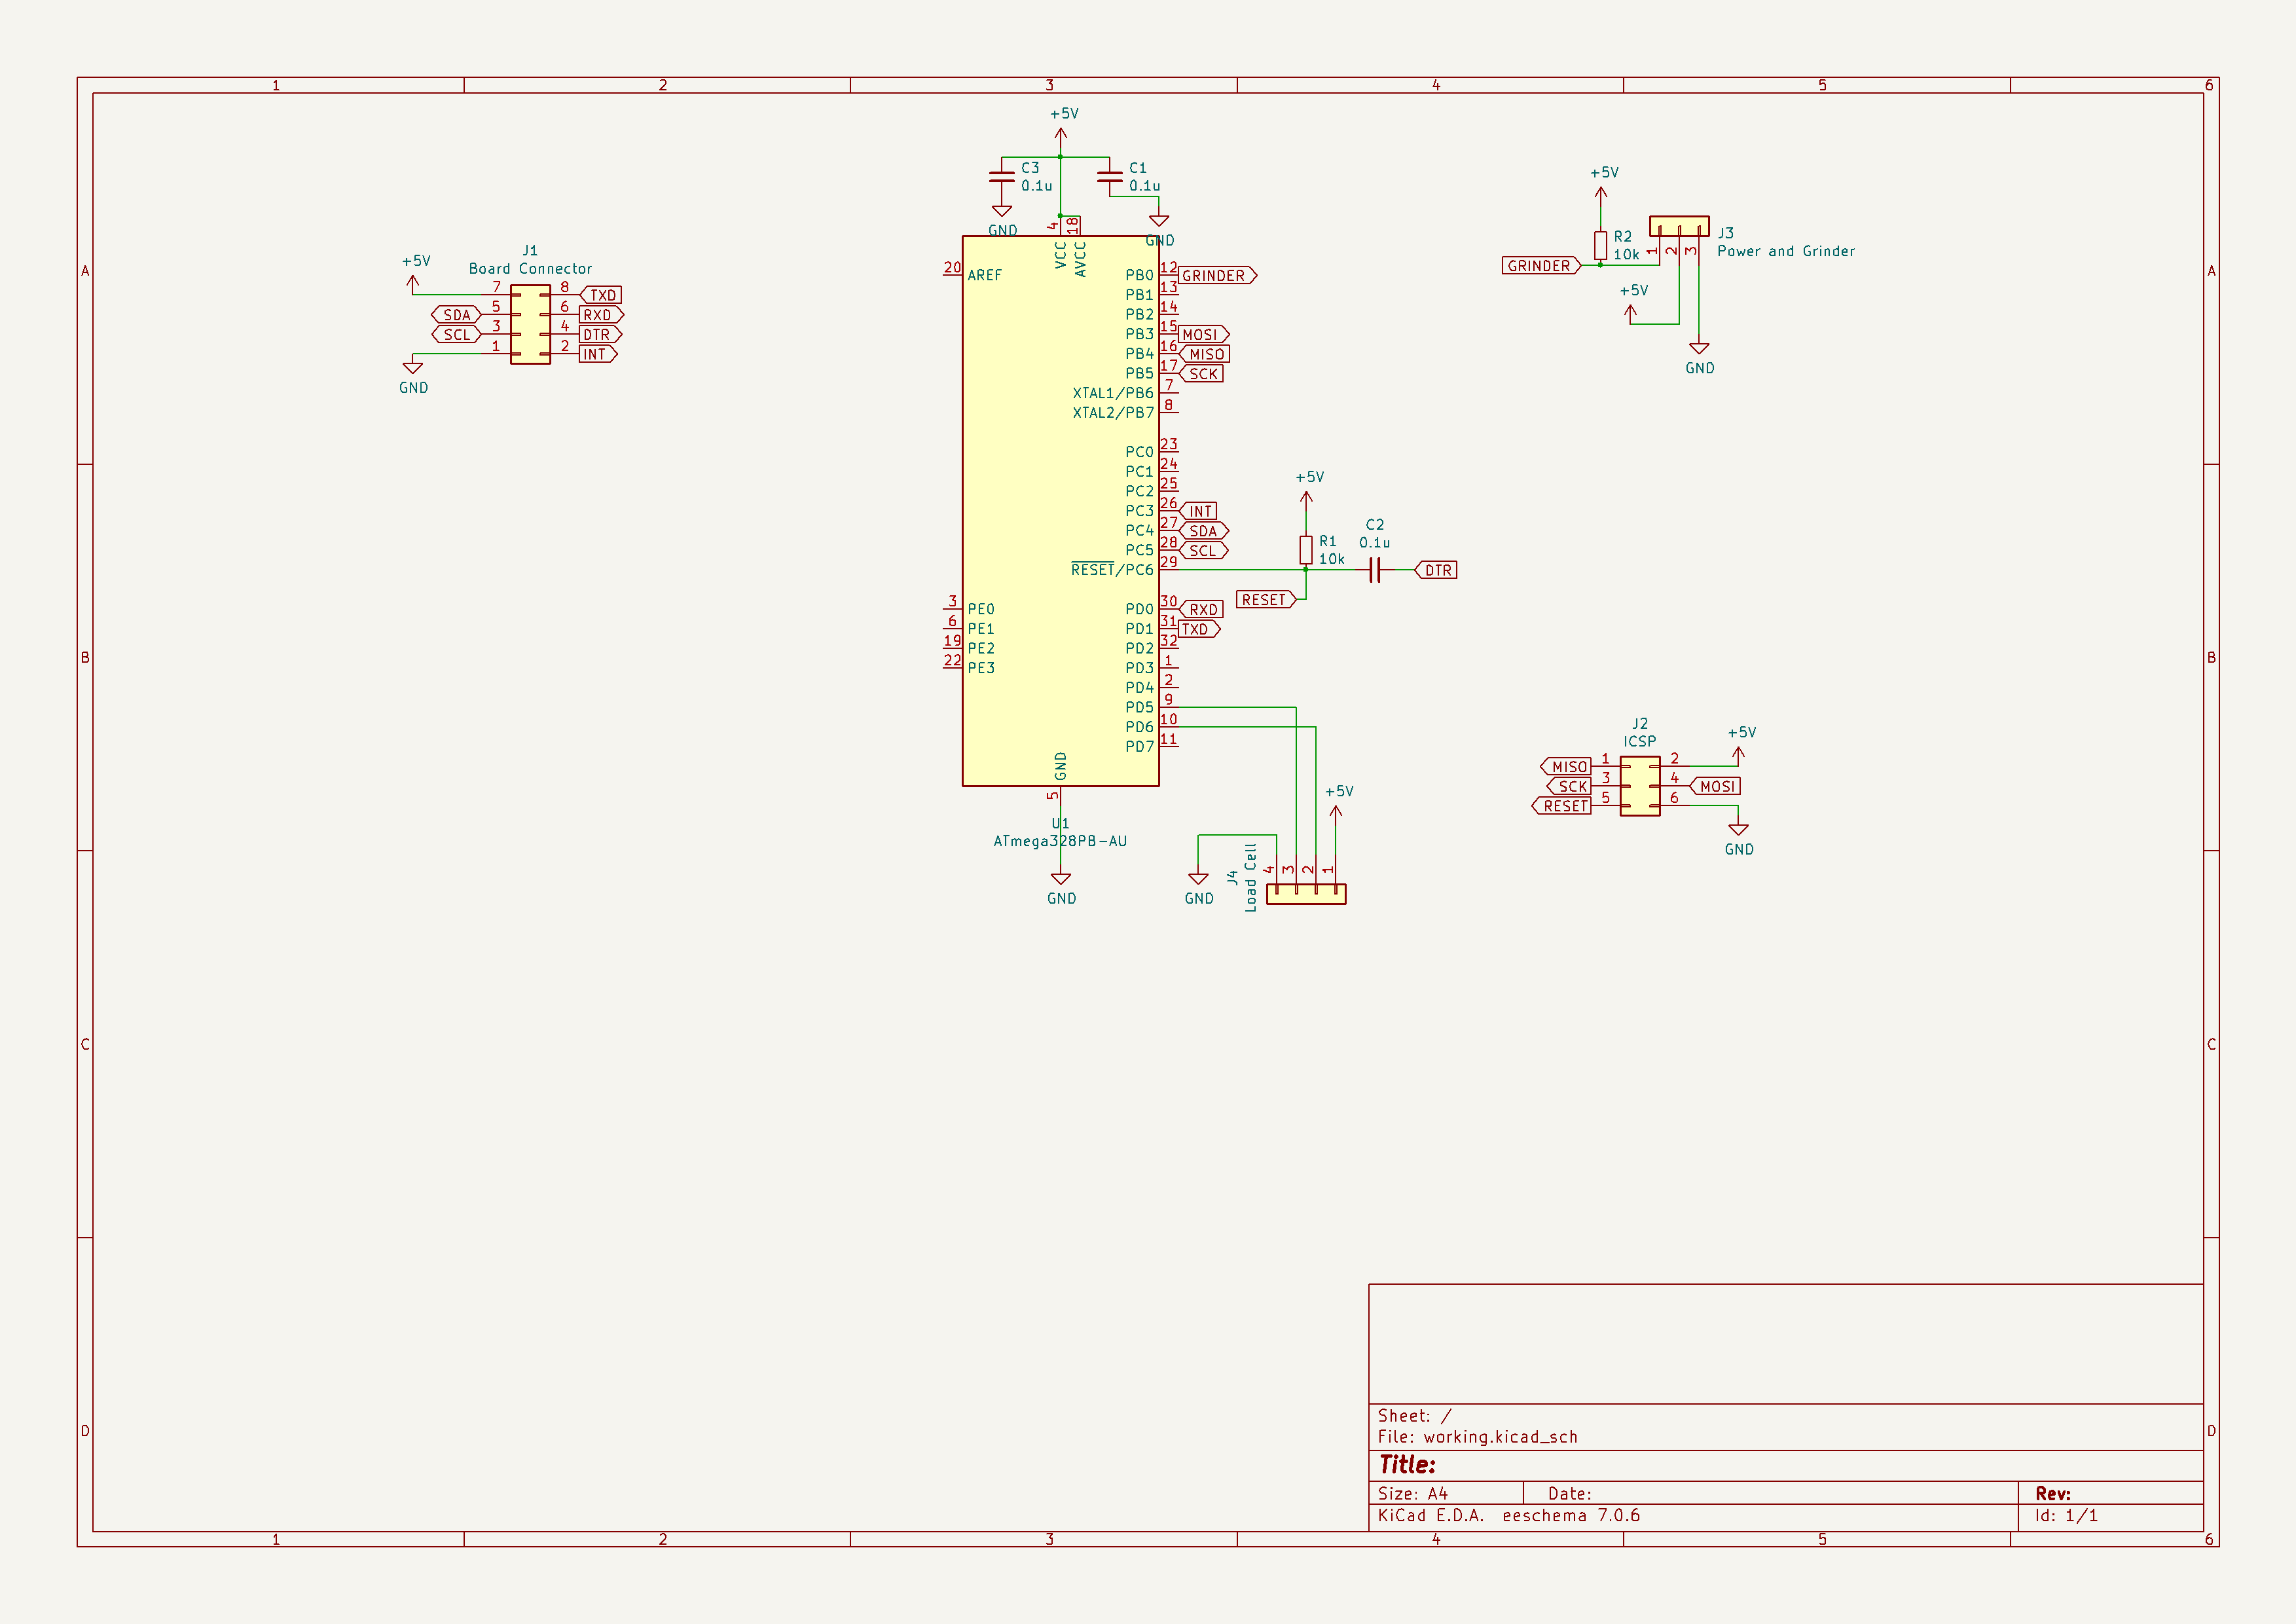 1 2 3 4 5 6
A
B
C
D
A
B
C
D
J1
Board Connector
+5V
7 8 TXD
SDA 5 6 RXD
SCL 3 4 DTR
1 2 INT
GND
+5V
C3
0.1u
C1
0.1u
GND
GND
4 18
VCC
AVCC
20 AREF
PB0 12 GRINDER
PB1 13
PB2 14
PB3 15 MOSI
PB4 16 MISO
PB5 17 SCK
XTAL1/PB6 7
XTAL2/PB7 8
PC0 23
PC1 24
PC2 25
PC3 26 INT
PC4 27 SDA
PC5 28 SCL
RESET/PC6 29
3 PE0
6 PE1
19 PE2
22 PE3
PD0 30 RXD
PD1 31 TXD
PD2 32
PD3 1
PD4 2
PD5 9
PD6 10
PD7 11
GND
5
U1
ATmega328PB-AU
GND
+5V
R1
10k
C2
0.1u
DTR
RESET
+5V
GND
J4
Load Cell
4 3 2 1
+5V
R2
10k
GRINDER
J3
Power and Grinder
1 2 3
+5V
GND
J2
ICSP
+5V
MISO 1 2
SCK 3 4 MOSI
RESET 5 6
GND
Sheet: /
File: working.kicad_sch
Title:
Size: A4 Date: Rev:
KiCad E.D.A. eeschema 7.0.6 Id: 1/1
1 2 3 4 5 6